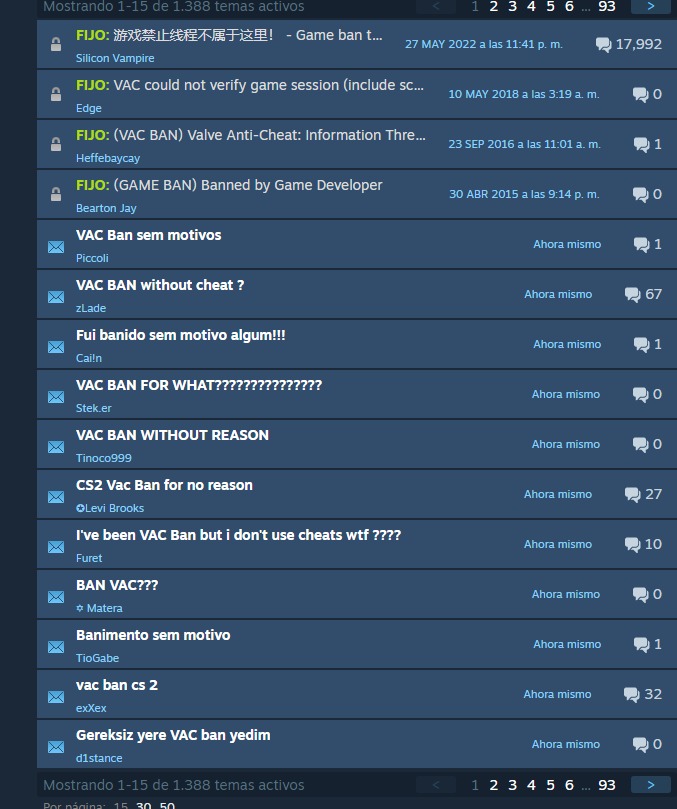 Mostrando 1-15 de 1.388 temas activos < 1 2 3 4 5 6 ... 93 >
FIJO: 游戏禁止线程不属于这里！ - Game ban t... 27 MAY 2022 a las 11:41 p. m. 17,992
Silicon Vampire
FIJO: VAC could not verify game session (include sc... 10 MAY 2018 a las 3:19 a. m. 0
Edge
FIJO: (VAC BAN) Valve Anti-Cheat: Information Thre... 23 SEP 2016 a las 11:01 a. m. 1
Heffebaycay
FIJO: (GAME BAN) Banned by Game Developer 30 ABR 2015 a las 9:14 p. m. 0
Bearton Jay
VAC Ban sem motivos Ahora mismo 1
Piccoli
VAC BAN without cheat ? Ahora mismo 67
zLade
Fui banido sem motivo algum!!! Ahora mismo 1
Cai!n
VAC BAN FOR WHAT??????????????? Ahora mismo 0
Stek.er
VAC BAN WITHOUT REASON Ahora mismo 0
Tinoco999
CS2 Vac Ban for no reason Ahora mismo 27
✪Levi Brooks
I've been VAC Ban but i don't use cheats wtf ???? Ahora mismo 10
Furet
BAN VAC??? Ahora mismo 0
✡ Matera
Banimento sem motivo Ahora mismo 1
TioGabe
vac ban cs 2 Ahora mismo 32
exXex
Gereksiz yere VAC ban yedim Ahora mismo 0
d1stance
Mostrando 1-15 de 1.388 temas activos < 1 2 3 4 5 6 ... 93 >
Por página: 15 30 50